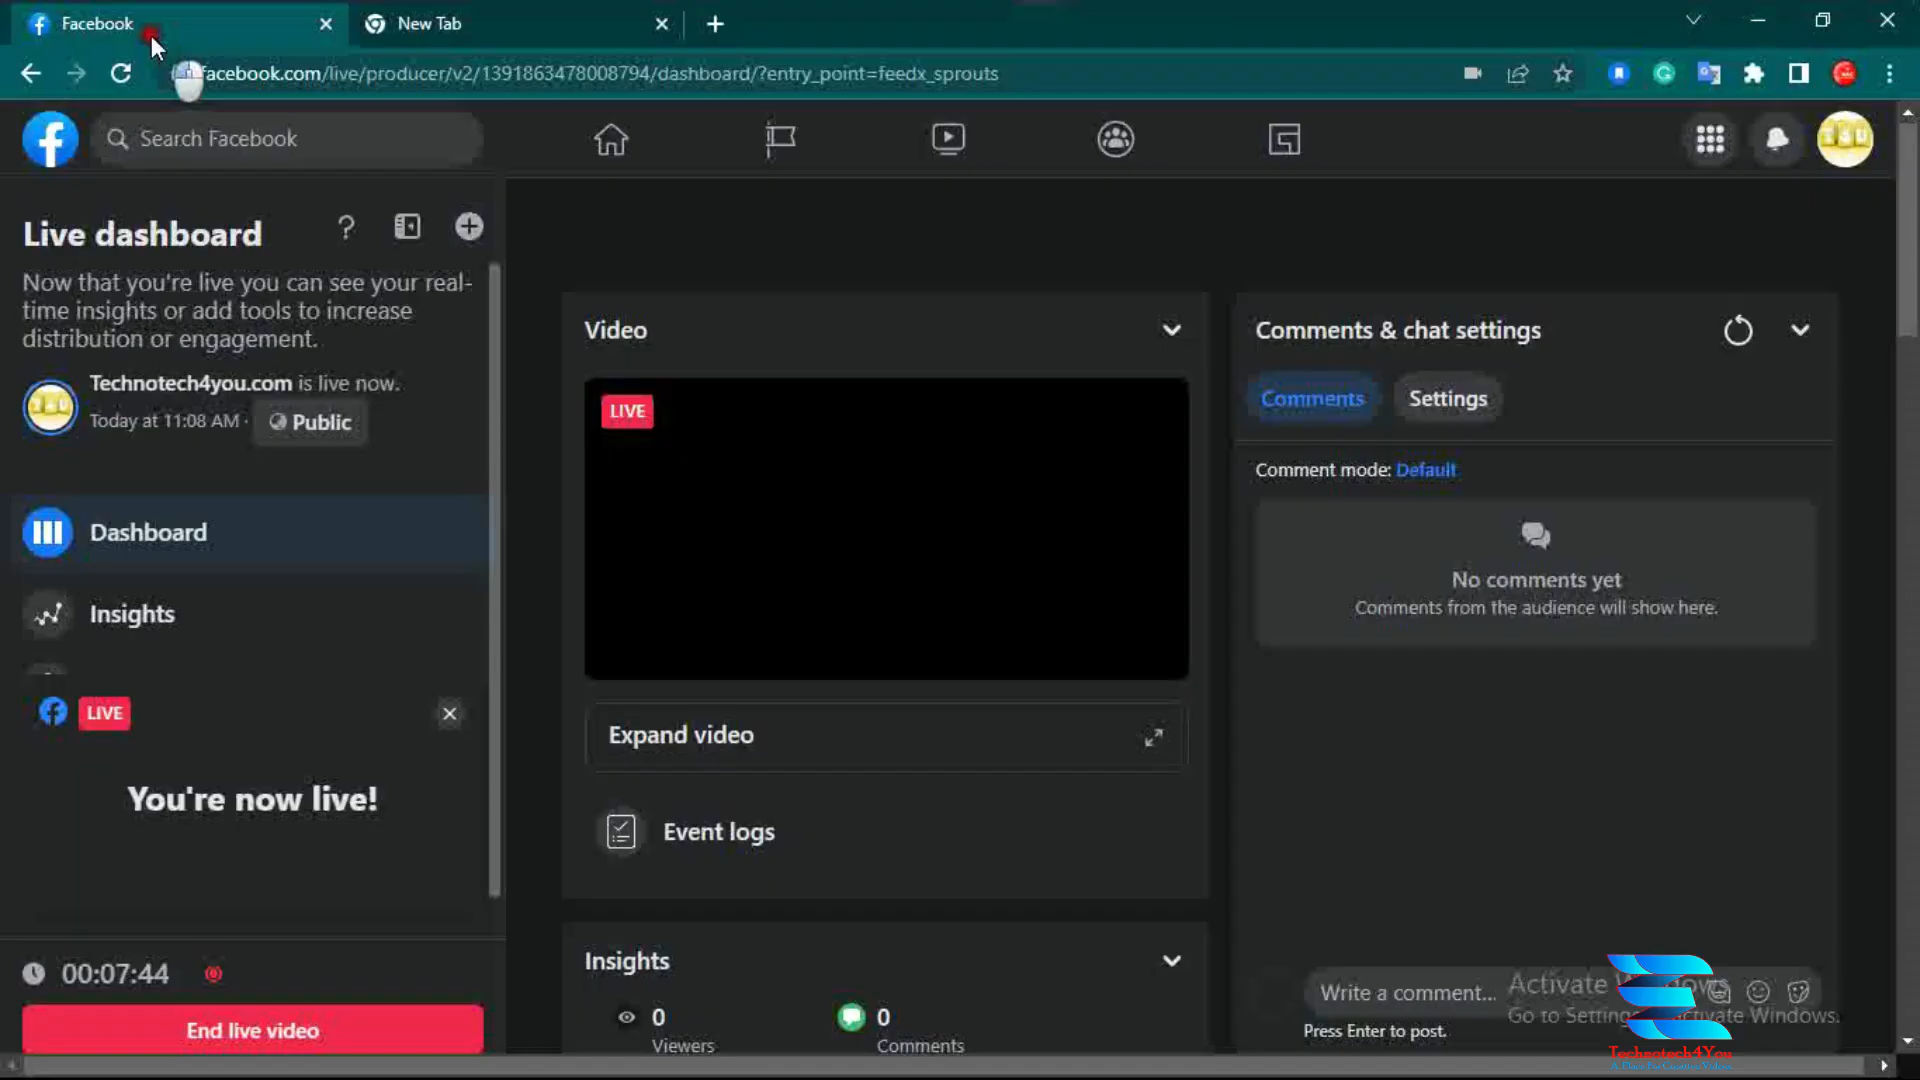 Facebook
New Tab
facebook.com/live/producer/v2/1391863478008794/dashboard/?entry_point=feedx_sprouts
Search Facebook
Live dashboard
Now that you're live you can see your real-
time insights or add tools to increase
distribution or engagement.
Technotech4you.com is live now.
Today at 11:08 AM · Public
Dashboard
Insights
LIVE
You're now live!
00:07:44
End live video
Video
LIVE
Expand video
Event logs
Insights
0
Viewers
0
Comments
Comments & chat settings
Comments Settings
Comment mode: Default
No comments yet
Comments from the audience will show here.
Write a comment...
Press Enter to post.
Activate
Go to Settings Activate Windows.
Technotech4You